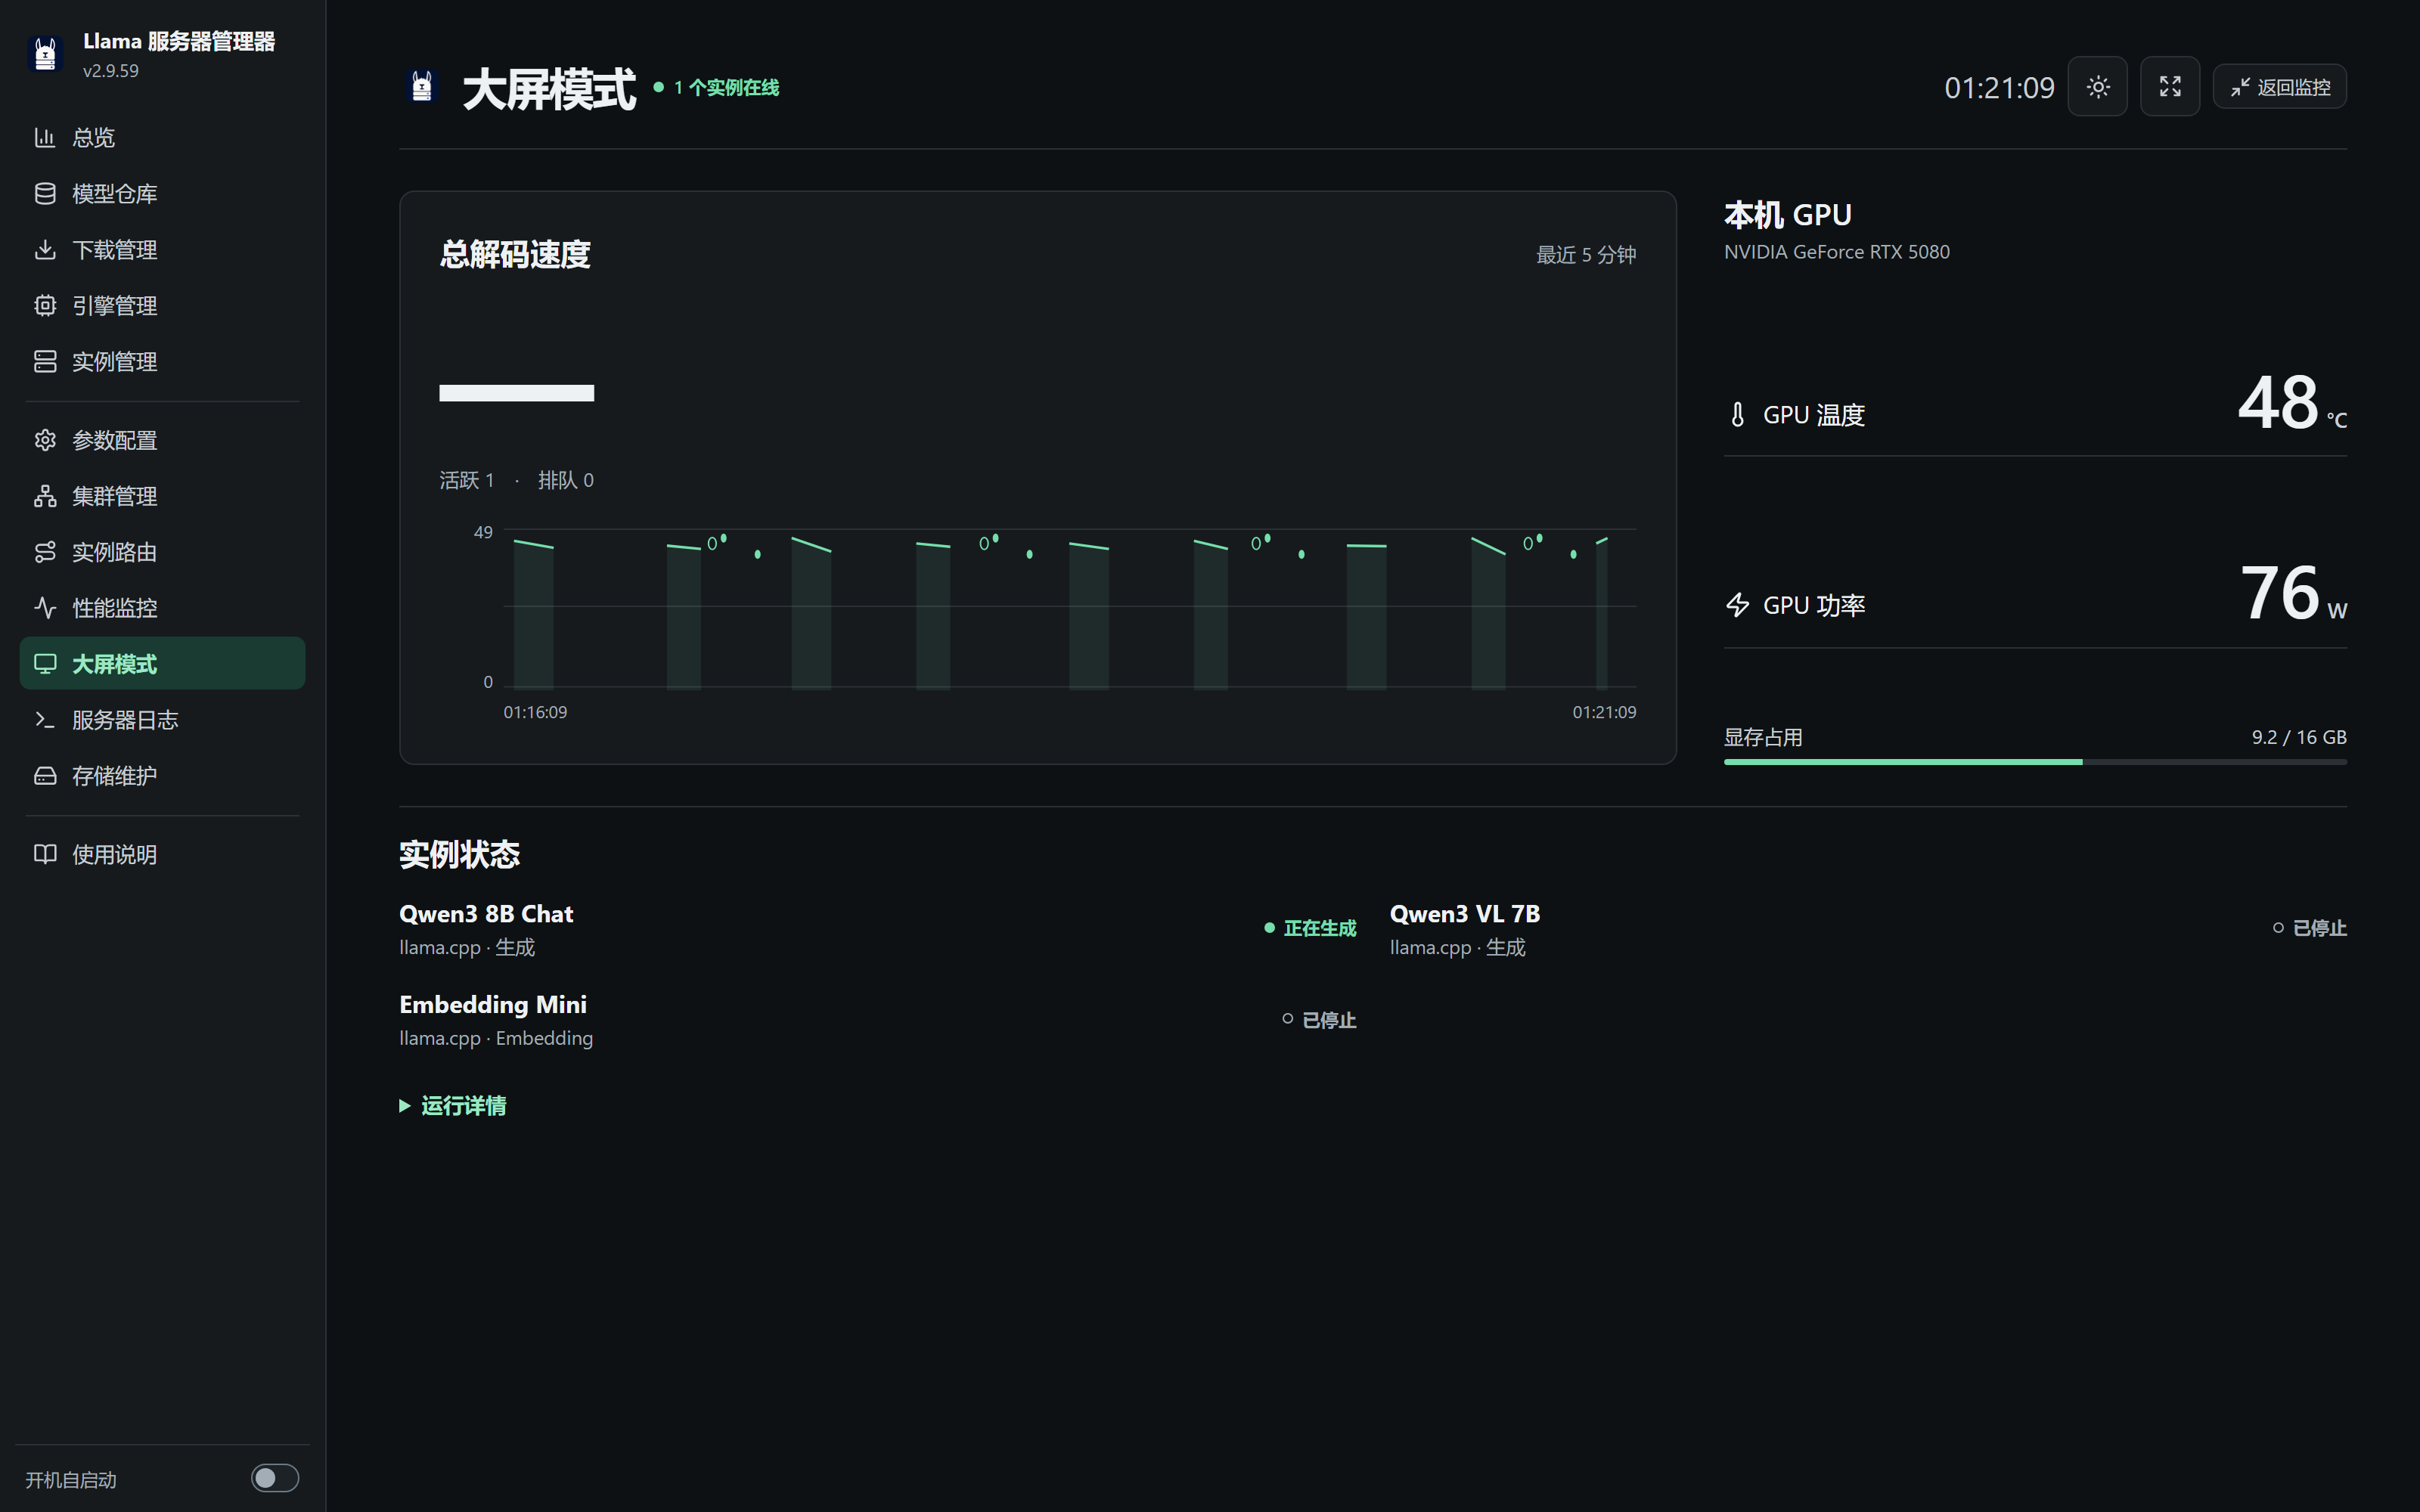 Llama 服务器管理器
v2.9.59
总览
模型仓库
下载管理
引擎管理
实例管理
参数配置
集群管理
实例路由
性能监控
大屏模式
服务器日志
存储维护
使用说明
开机自启动
大屏模式
1 个实例在线
01:21:09
返回监控
总解码速度
最近 5 分钟
—
活跃 1 · 排队 0
49
0
01:16:09
01:21:09
本机 GPU
NVIDIA GeForce RTX 5080
GPU 温度
48 °C
GPU 功率
76 W
显存占用
9.2 / 16 GB
实例状态
Qwen3 8B Chat
llama.cpp · 生成
正在生成
Qwen3 VL 7B
llama.cpp · 生成
已停止
Embedding Mini
llama.cpp · Embedding
已停止
运行详情